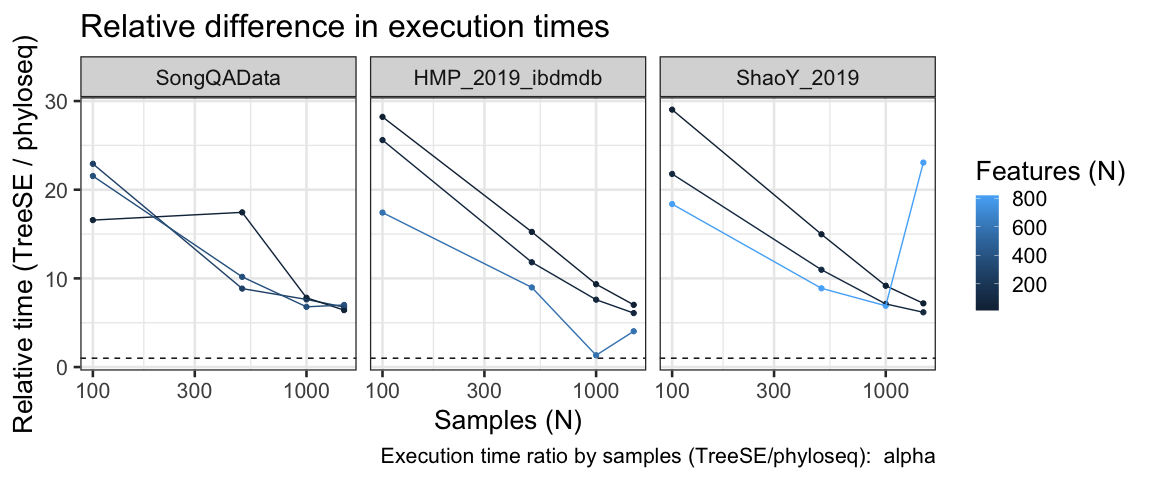 Relative difference in execution times
SongQAData
HMP_2019_ibdmdb
ShaoY_2019
Relative time (TreeSE / phyloseq)
30
20
10
0
100 300 1000
100 300 1000
100 300 1000
Samples (N)
Features (N)
800
600
400
200
Execution time ratio by samples (TreeSE/phyloseq): alpha